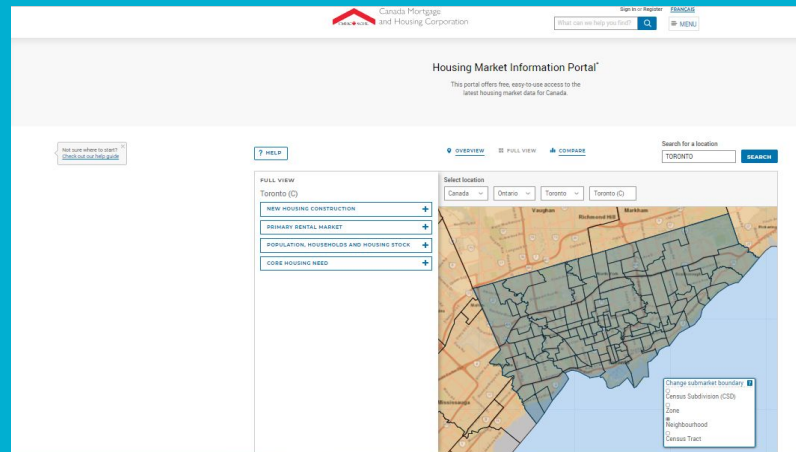 Canada Mortgage
and Housing Corporation
Sign In or Register FRANÇAIS
What can we help you find?
MENU
Housing Market Information Portal*
This portal offers free, easy-to-use access to the
latest housing market data for Canada.
Not sure where to start?
Check out our help guide
? HELP
OVERVIEW FULL VIEW COMPARE
Search for a location
TORONTO SEARCH
FULL VIEW
Toronto (C)
NEW HOUSING CONSTRUCTION +
PRIMARY RENTAL MARKET +
POPULATION, HOUSEHOLDS AND HOUSING STOCK +
CORE HOUSING NEED +
Select location
Canada Ontario Toronto Toronto (C)
Vaughan
Richmond Hill
Markham
Mississauga
Change submarket boundary ?
Census Subdivision (CSD)
Zone
Neighbourhood
Census Tract